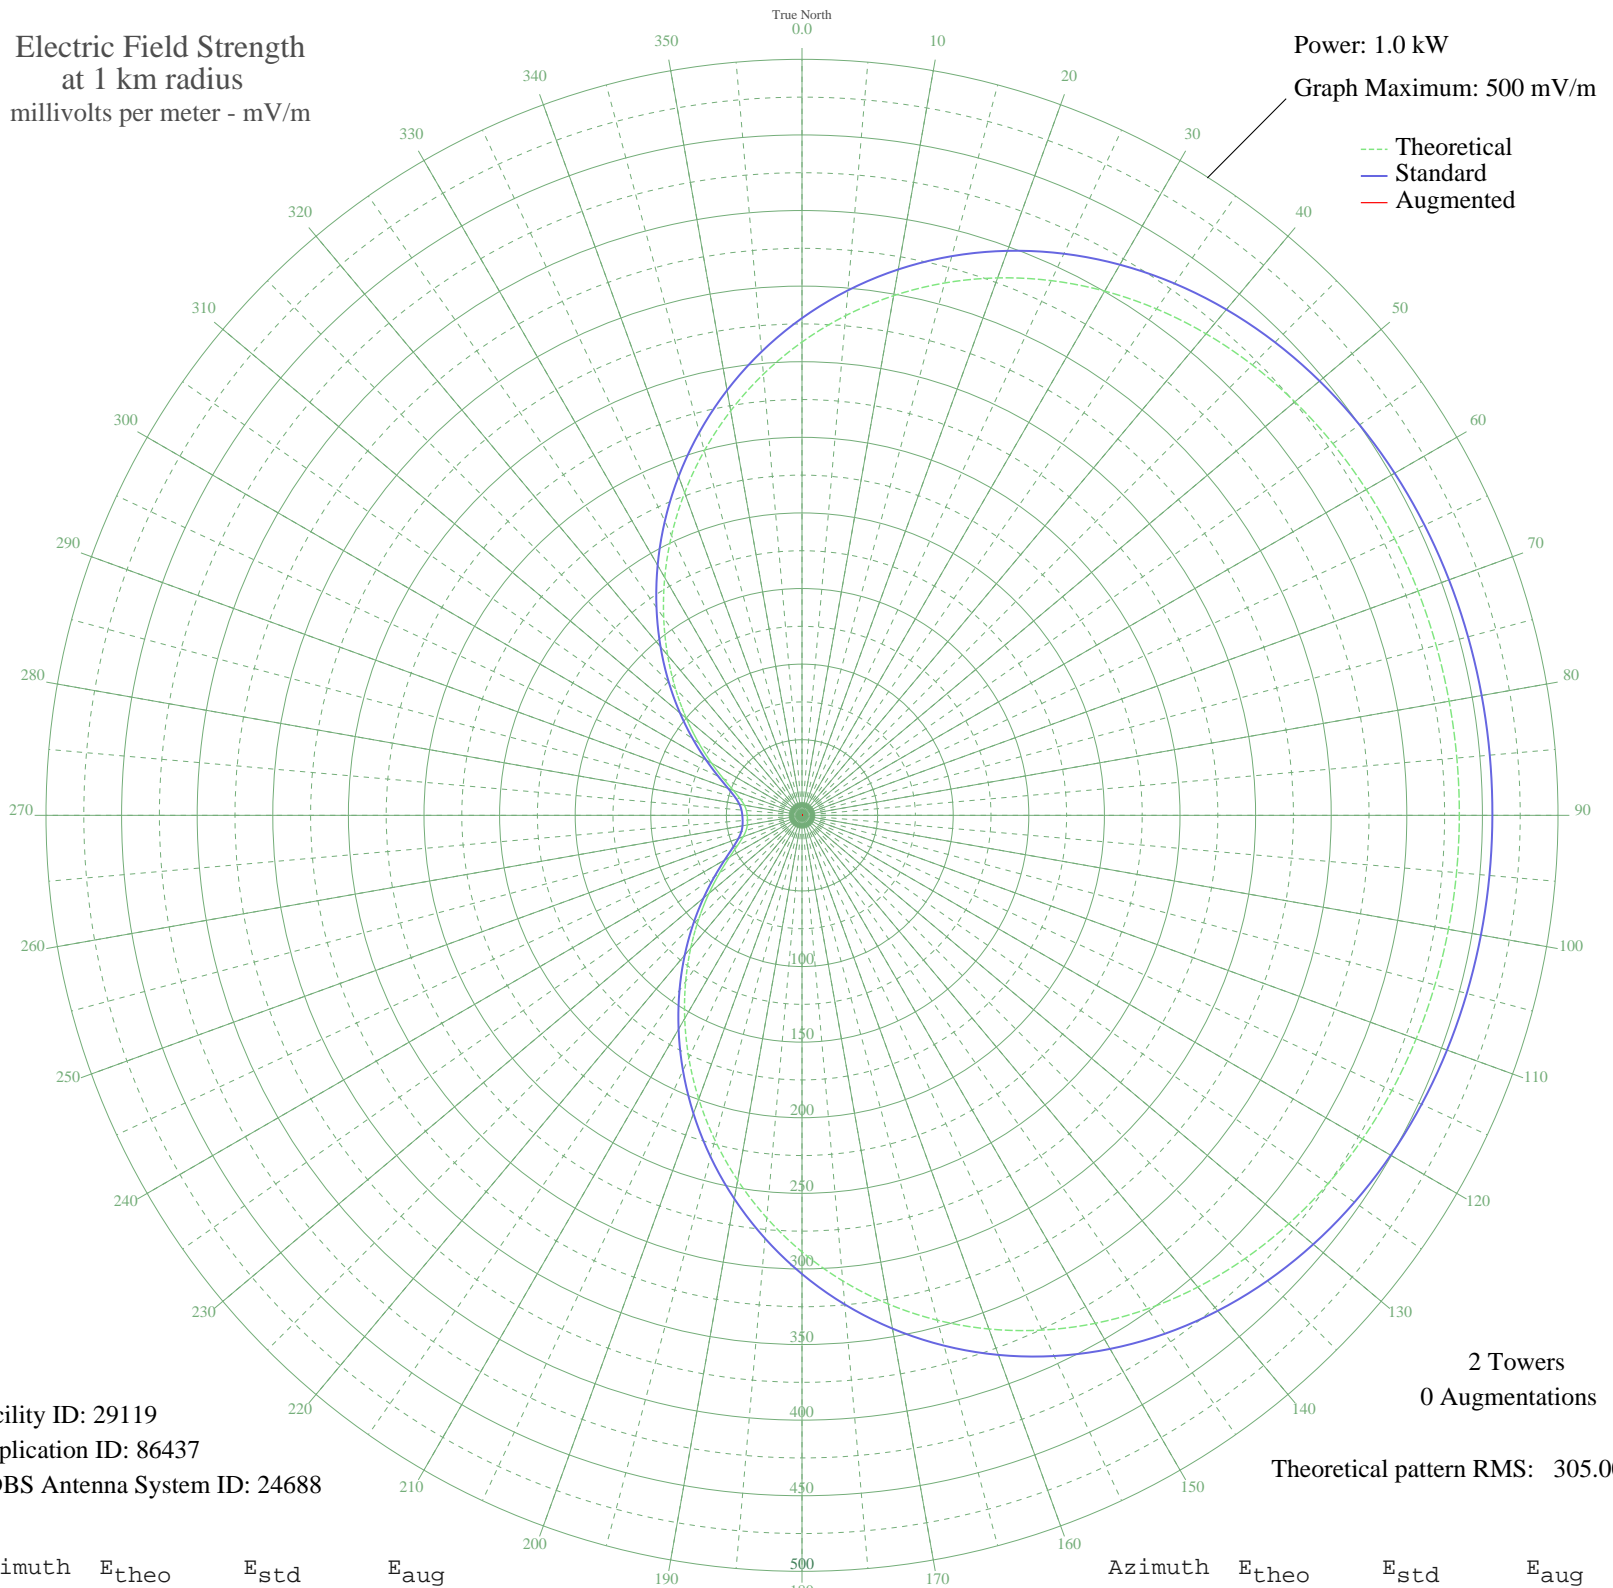 True North
0.0
Electric Field Strength
at 1 km radius
millivolts per meter - mV/m
Power: 1.0 kW
Graph Maximum: 500 mV/m
Theoretical
Standard
Augmented
10
20
30
40
50
60
70
80
90
100
110
120
130
140
150
160
170
190
200
210
220
230
240
250
260
270
280
290
300
310
320
330
340
350
100
150
200
250
300
350
400
450
500
2 Towers
0 Augmentations
cility ID: 29119
plication ID: 86437
DBS Antenna System ID: 24688
Theoretical pattern RMS: 305.00
imuth Etheo Estd Eaug
Azimuth Etheo Estd Eaug